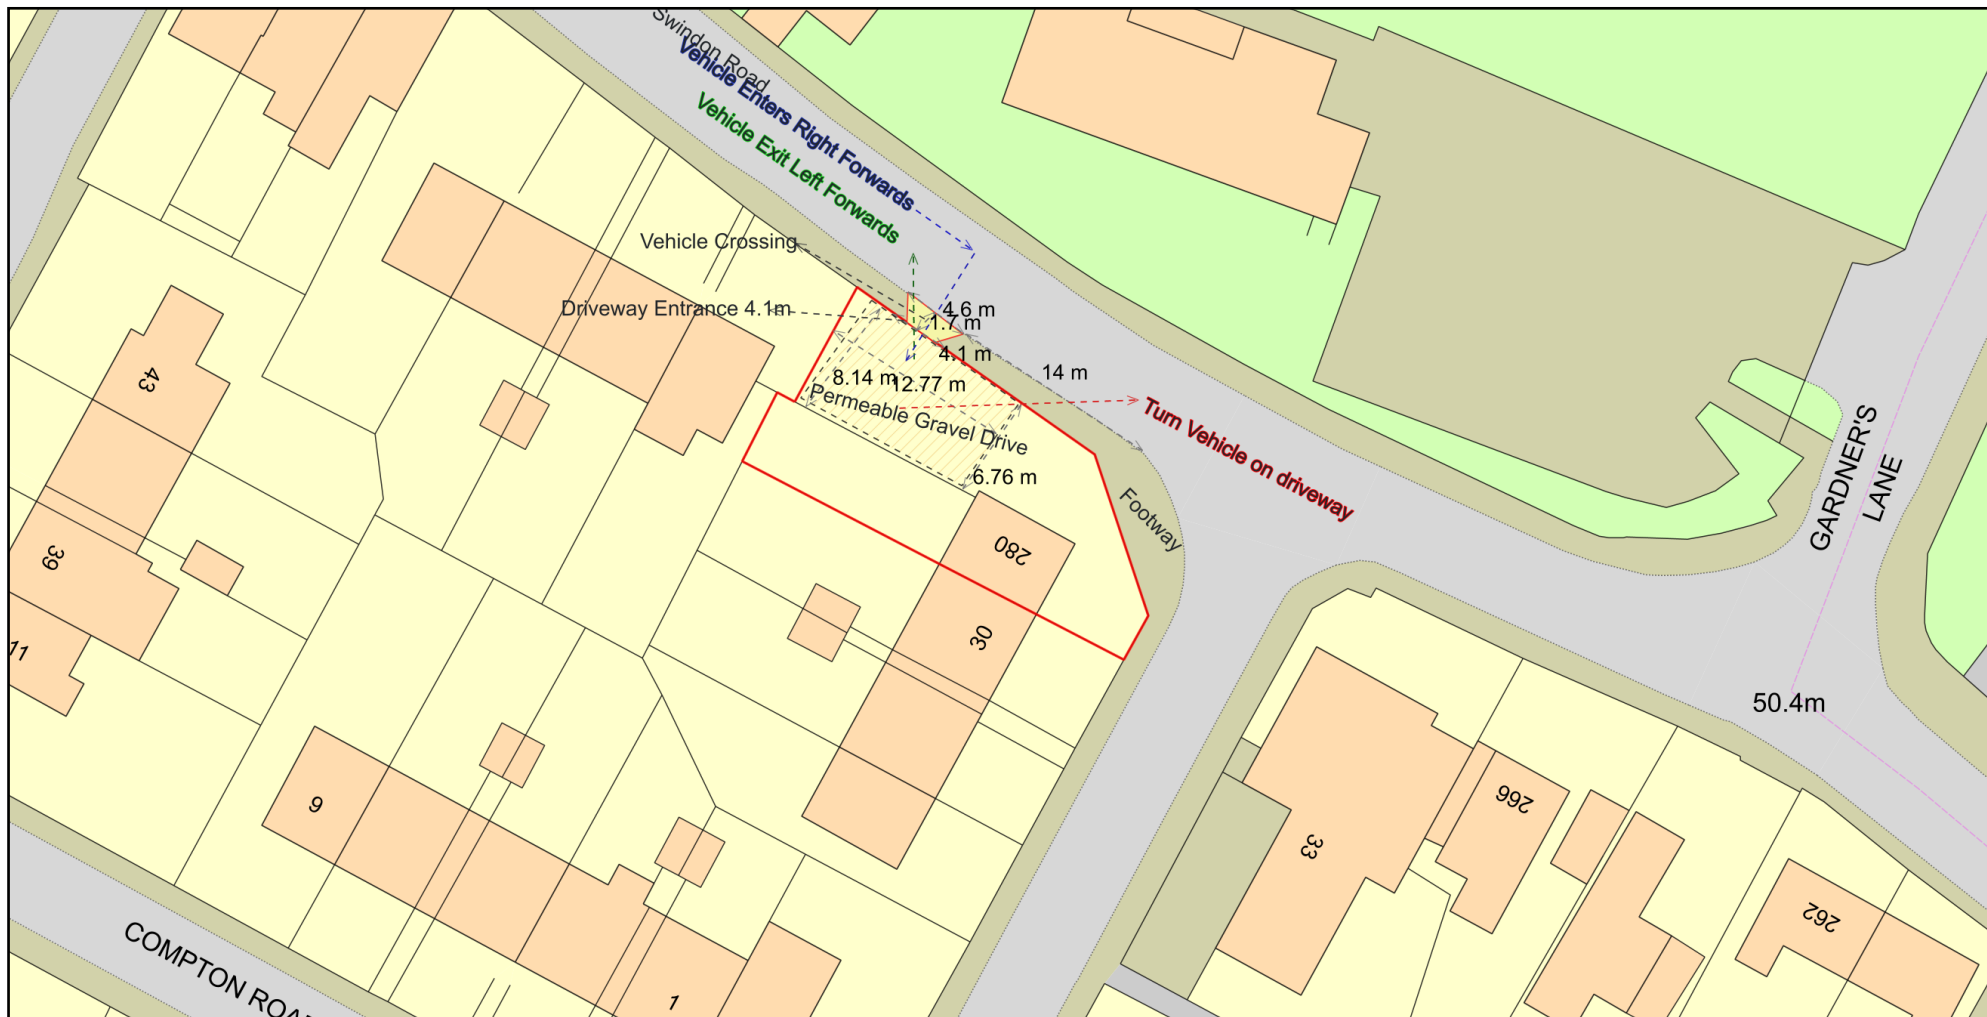 Swindon Road
Vehicle Enters Right Forwards
Vehicle Exit Left Forwards
Vehicle Crossing
Driveway Entrance 4.1m
4.6 m
1.7 m
4.1 m
14 m
8.14 m
12.77 m
Permeable Gravel Drive
6.76 m
Turn Vehicle on driveway
Footway
GARDNER'S
LANE
43
39
11
280
30
50.4m
9
1
33
266
262
COMPTON ROA